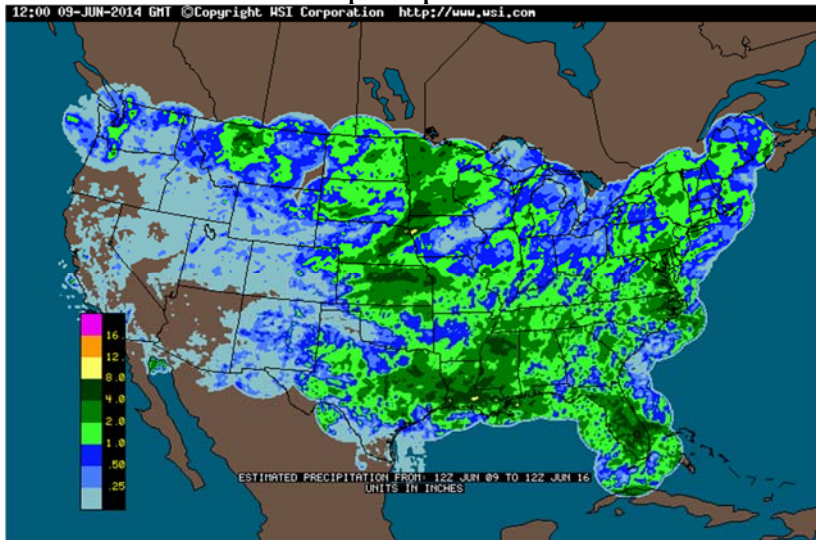 12:00 09-JUN-2014 GMT ©Copyright WSI Corporation http://www.wsi.com
16.
12.
8.0
4.0
2.0
1.0
.50
.25
ESTIMATED PRECIPITATION FROM: 12Z JUN 09 TO 12Z JUN 16
UNITS IN INCHES